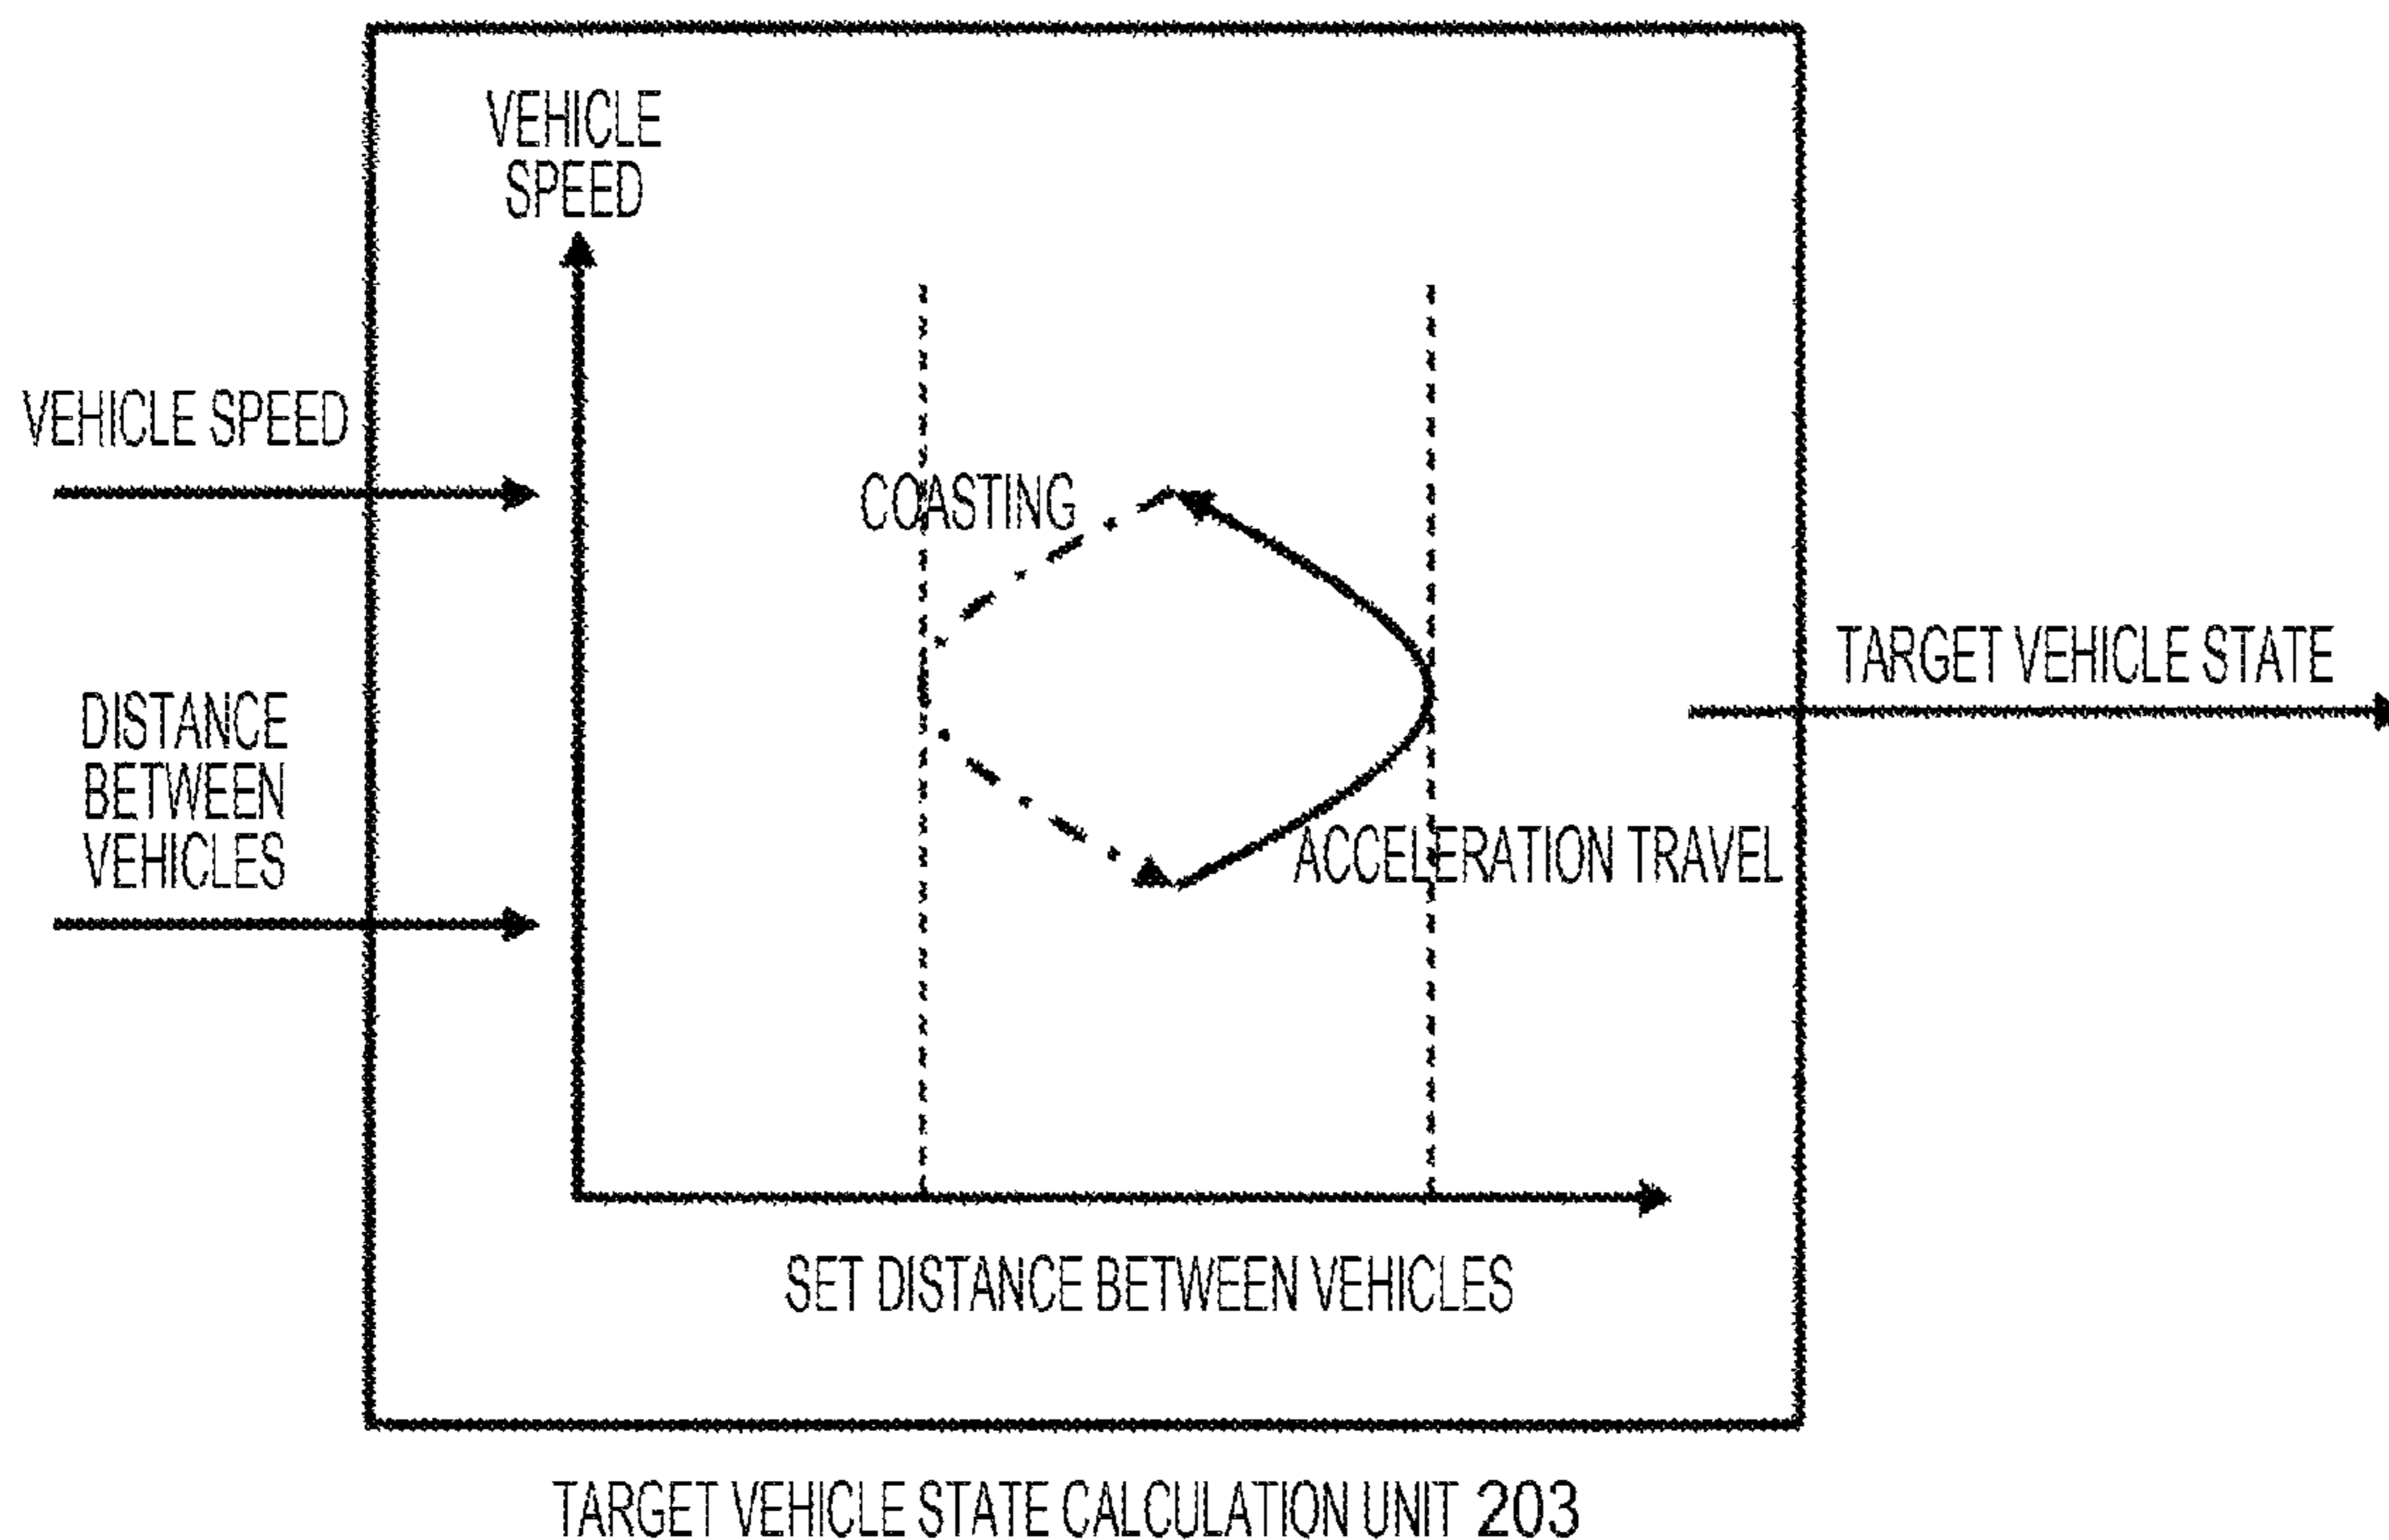 VEHICLE
SPEED
VEHICLE SPEED
COASTING
TARGET VEHICLE STATE
DISTANCE
BETWEEN
VEHICLES
ACCELERATION TRAVEL
SET DISTANCE BETWEEN VEHICLES
TARGET VEHICLE STATE CALCULATION UNIT 203